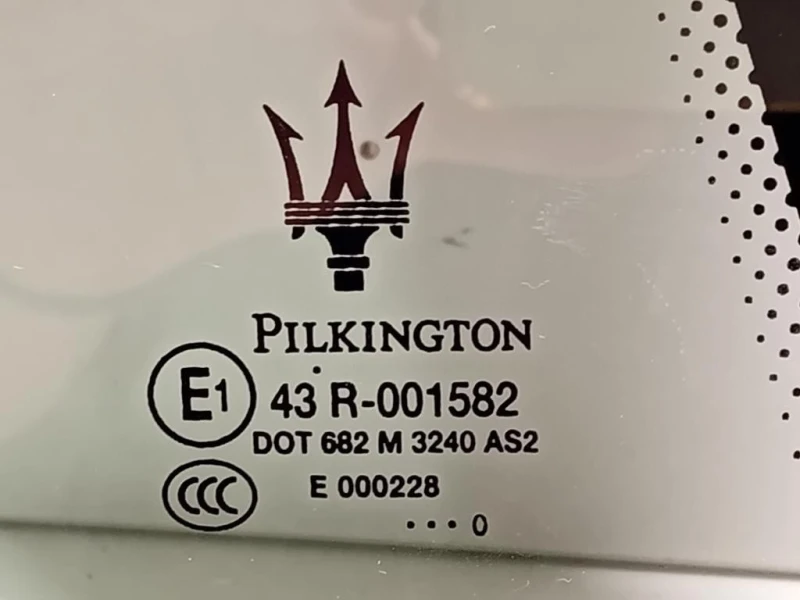 PILKINGTON
E1 43 R-001582
DOT 682 M 3240 AS2
CCC E 000228
... 0